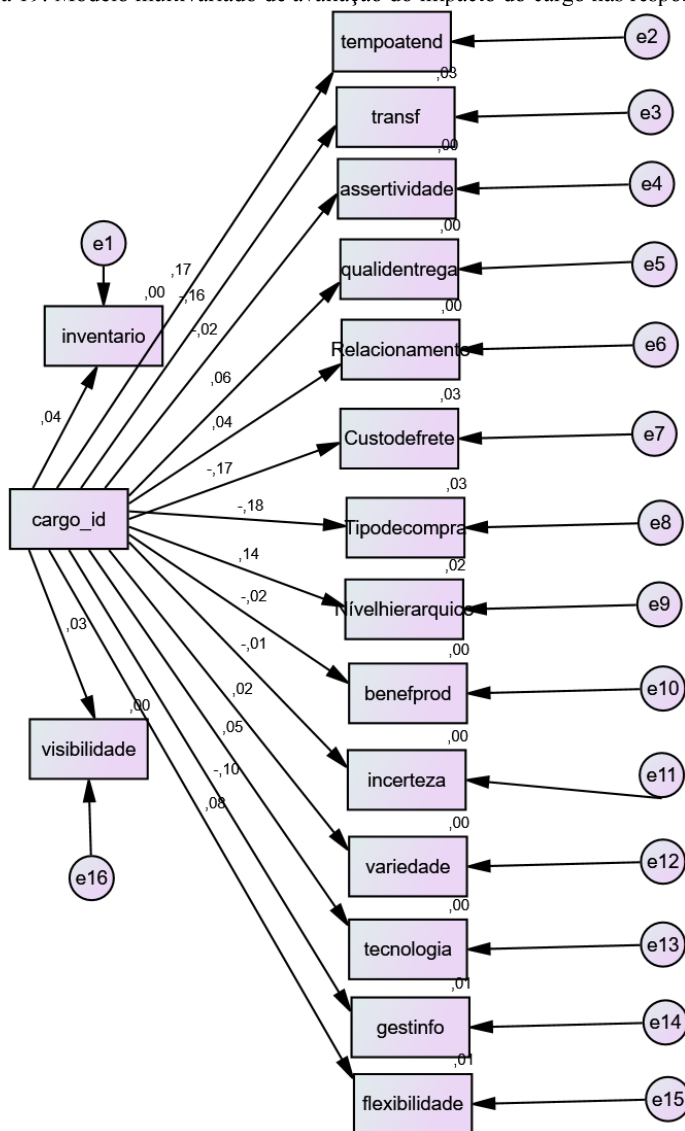 a 19: Modelo multivariado de avaliação do impacto do cargo nas respo
tempoatend
e2
,03
transf
e3
,00
assertividade
e4
,00
e1
,17
qualidentrega
e5
,00
-,16
,00
inventario
-,02
Relacionamento
e6
,06
,03
,04
,04
Custodefrete
e7
-,17
,03
cargo_id
-,18
Tipodecompra
e8
,14
,02
Nívelhierarquico
e9
-,02
,03
-,01
,00
benefprod
e10
,02
,00
visibilidade
,05
,00
incerteza
e11
-,10
,08
,00
variedade
e12
e16
,00
tecnologia
e13
,01
gestinfo
e14
,01
flexibilidade
e15